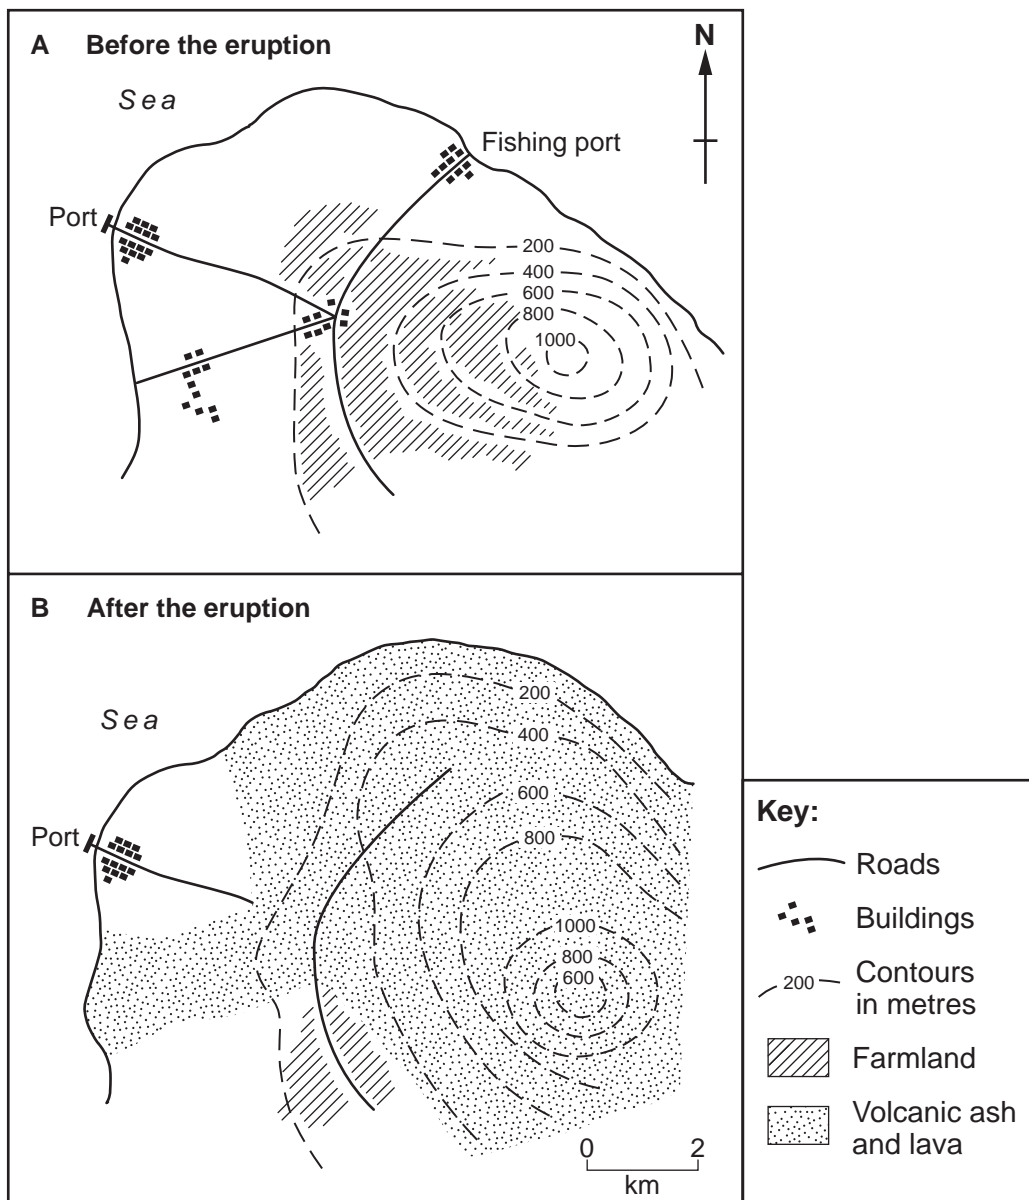 A Before the eruption
N
Sea
Fishing port
Port
200
400
600
800
1000
B After the eruption
Sea
200
400
600
800
Port
1000
800
600
0 2
km
Key:
Roads
Buildings
200
Contours
in metres
Farmland
Volcanic ash
and lava